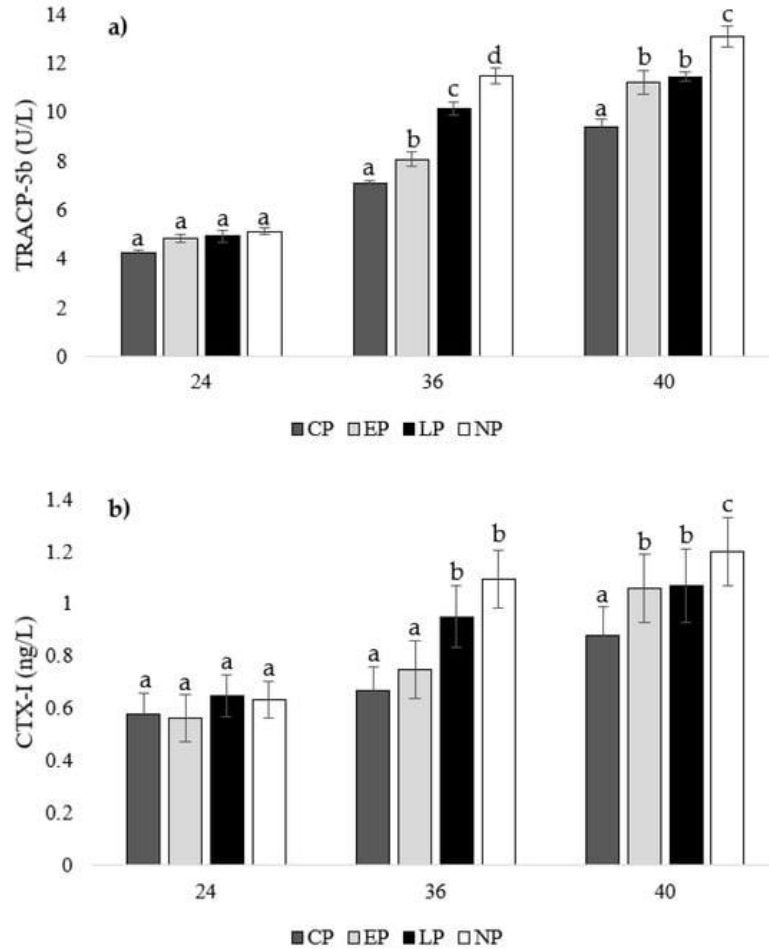 a)
TRACP-5b (U/L)
14
12
10
8
6
4
2
0
a a a a
a b c d
a b b c
24 36 40
CP EP LP NP
b)
CTX-I (ng/L)
1.4
1.2
1
0.8
0.6
0.4
0.2
0
a a a a
a a b b
a b b c
24 36 40
CP EP LP NP